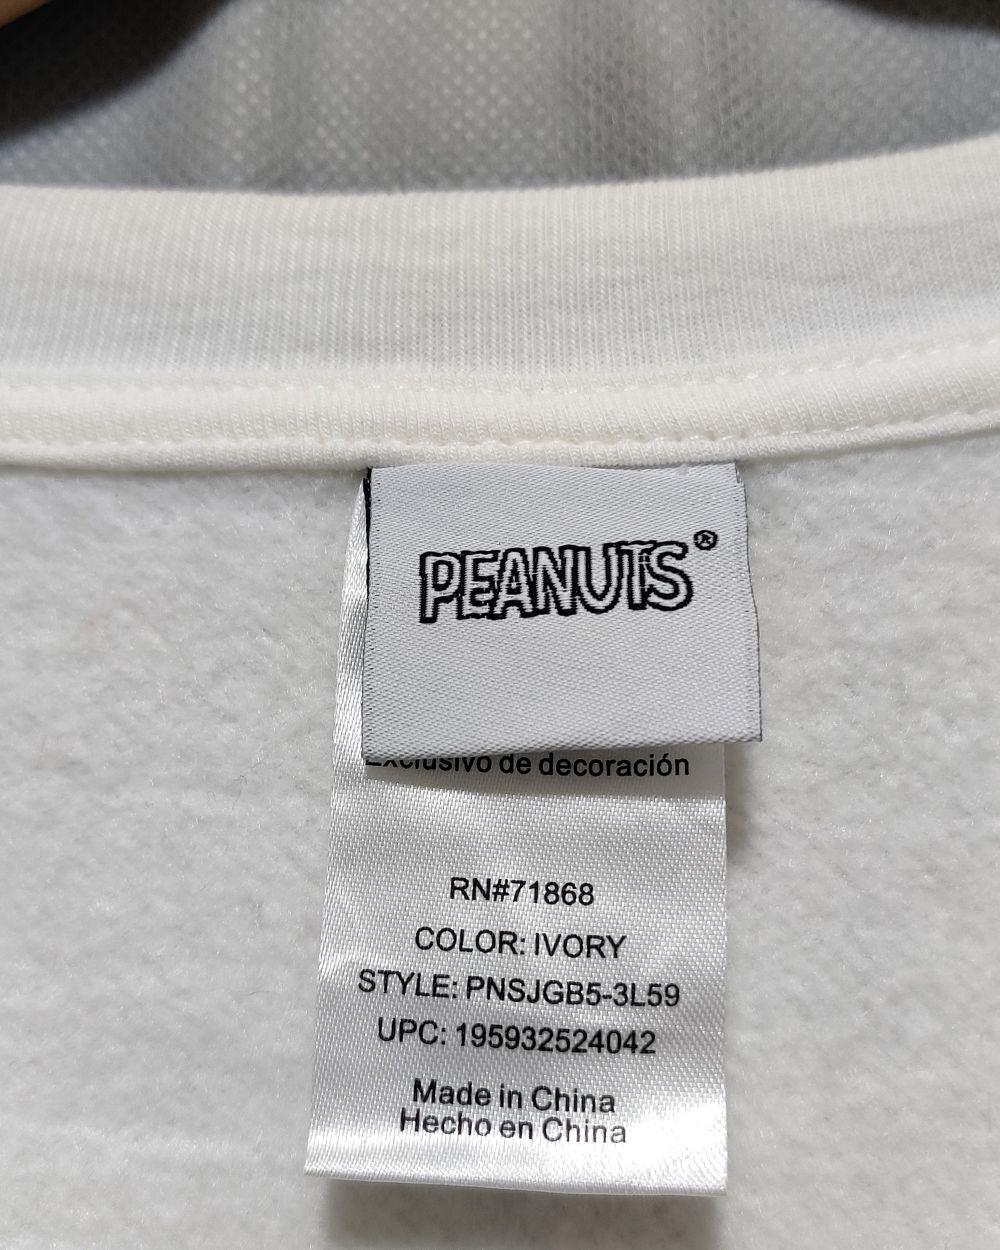 PEANUTS®
Exclusivo de decoración
RN#71868
COLOR: IVORY
STYLE: PNSJGB5-3L59
UPC: 195932524042
Made in China
Hecho en China